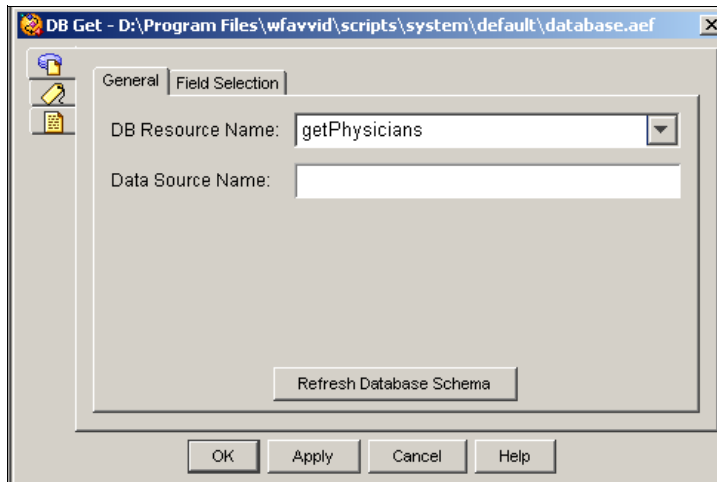 DB Get - D:\Program Files\wfavvid\scripts\system\default\database.aef
General Field Selection
DB Resource Name: getPhysicians
Data Source Name:
Refresh Database Schema
OK Apply Cancel Help